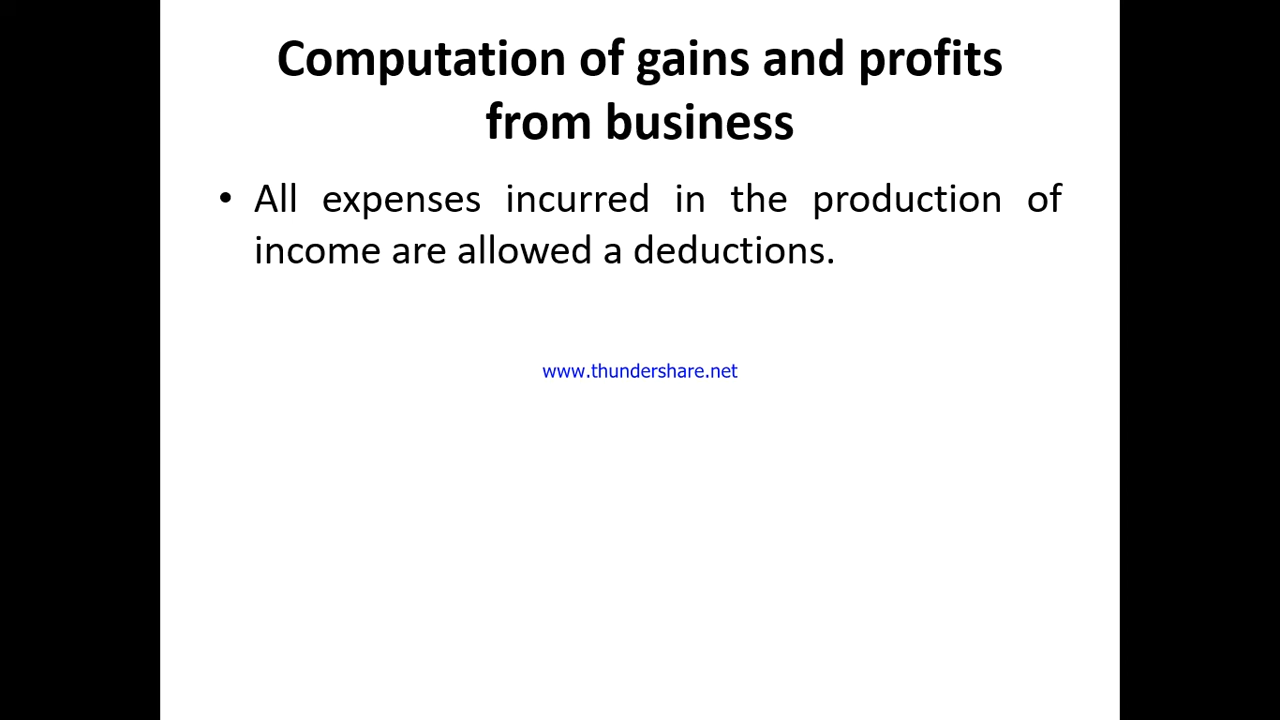 Computation of gains and profits
from business
• All expenses incurred in the production of
income are allowed a deductions.
www.thundershare.net